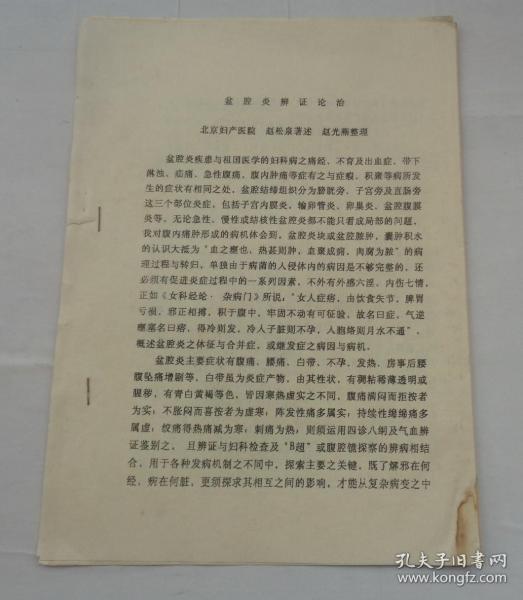 盆腔炎辨证论治
北京妇产医院 赵松泉著述 赵光燕整理
盆腔炎疾患与祖国医学的妇科病之痛经、不育及出血症、带下
淋浊、疝痛、急性腹痛、腹内肿痛等症有之与症瘕、积聚等病所发
生的症状有相同之处，盆腔结缔组织分为膀胱旁、子宫旁及直肠旁
这三个部位炎症，包括子宫内膜炎、输卵管炎、卵巢炎、盆腔腹膜
炎等，无论急性、慢性或结核性盆腔炎都不能只看成局部的问题，
我对腹内痛肿形成的病机体会到，盆腔炎块或盆腔脓肿，囊肿积水
的认识大抵为“血之壅也，热甚则肿，血聚成痈，肉腐为脓”的病
理过程与转归，单独由于病菌的入侵体内的病因是不够完整的，还
必须有促进炎症过程中的一系列因素，不外有外感六淫，内伤七情，
正如《女科经论·杂病门》所说：“女人症痞，由饮食失节，脾胃
亏损，邪正相搏，积于腹中，牢固不动有可征验，故名曰症，气逆
壅塞名曰痞，得冷则发，冷人子脏则不孕，人胞络则月水不通”，
概述盆腔炎之体征与合并症，或继发症之病因与病机。
盆腔炎主要症状有腹痛、腰痛、白带、不孕、发热、房事后腰
腹坠痛增剧等，白带虽为炎症产物，由其性状，有稠粘稀薄透明或
腥秽，有青白黄褐等色，皆因寒热虚实之不同，腹痛满闷而拒按者
为实；不胀闷而喜按者为虚寒；阵发性痛多属实；持续性绵绵痛多
属虚；绞痛得热痛减为寒；刺痛为热；则须运用四诊八纲及气血辨
证鉴别之，且辨证与妇科检查及“B超”或腹腔镜探察的辨病相结
合，用于各种发病机制之不同中，探索主要之关键，既了解邪在何
经，病在何脏，更须探求其相互之间的影响，才能从复杂病变之中
孔夫子旧书网
kongfz.com